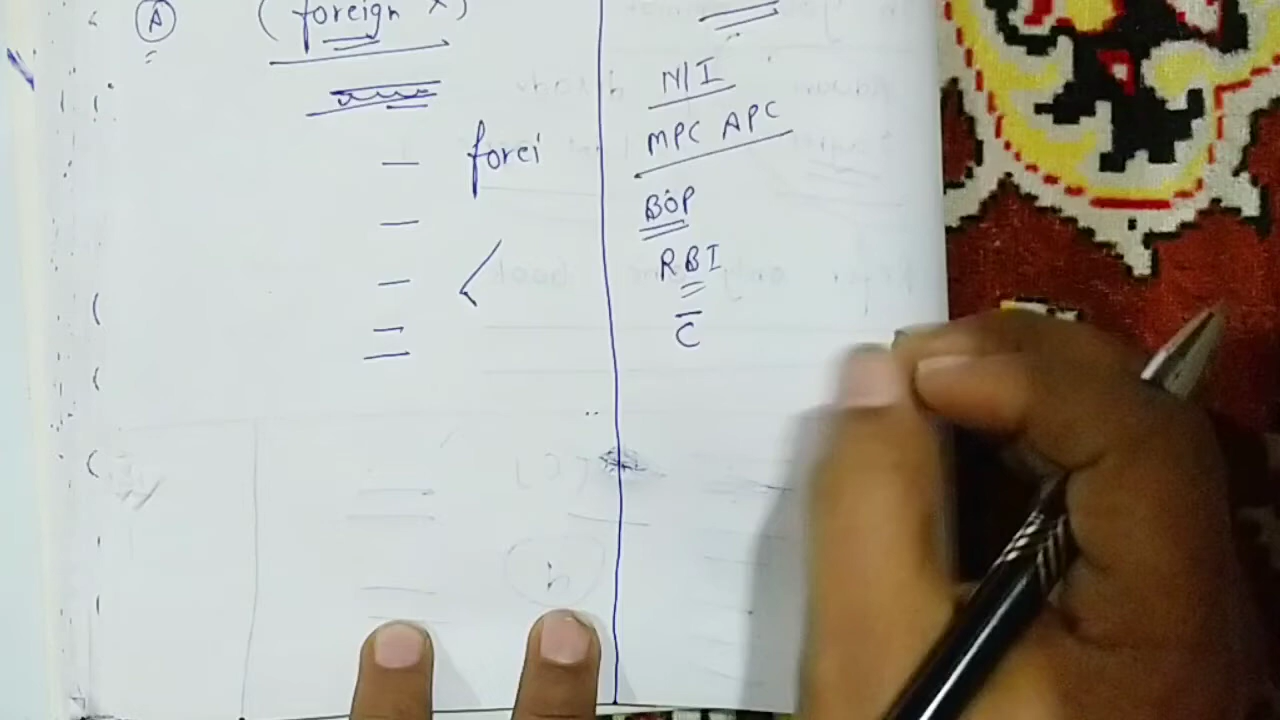 A (foreign X)
forei
N/I
MPC APC
BOP
RBI
C